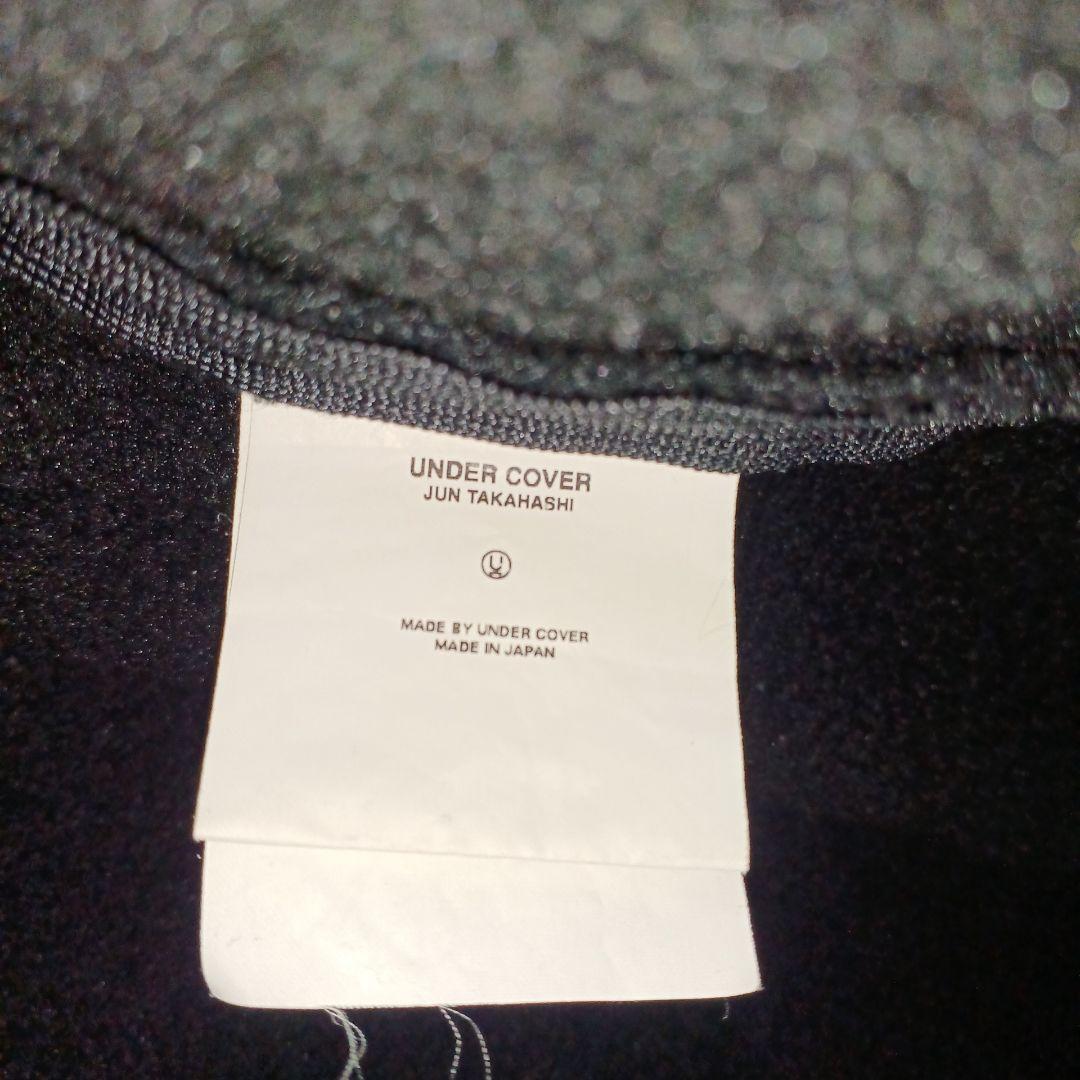 UNDER COVER
JUN TAKAHASHI
U
MADE BY UNDER COVER
MADE IN JAPAN